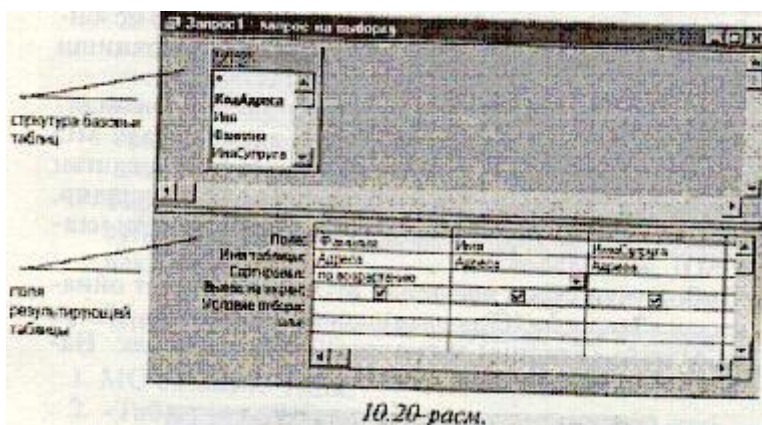 Запрос1 : запрос на выборку
*
КодАдреса
Имя
Фамилия
ИмяСупруга
структура базовых
таблиц
Поле: Фамилия Имя ИмяСупруга
Имя таблицы: Адреса Адреса Адреса
Сортировка: по возрастанию
Вывод на экран:
Условие отбора:
или:
поля
результирующей
таблицы
10.20-расм.